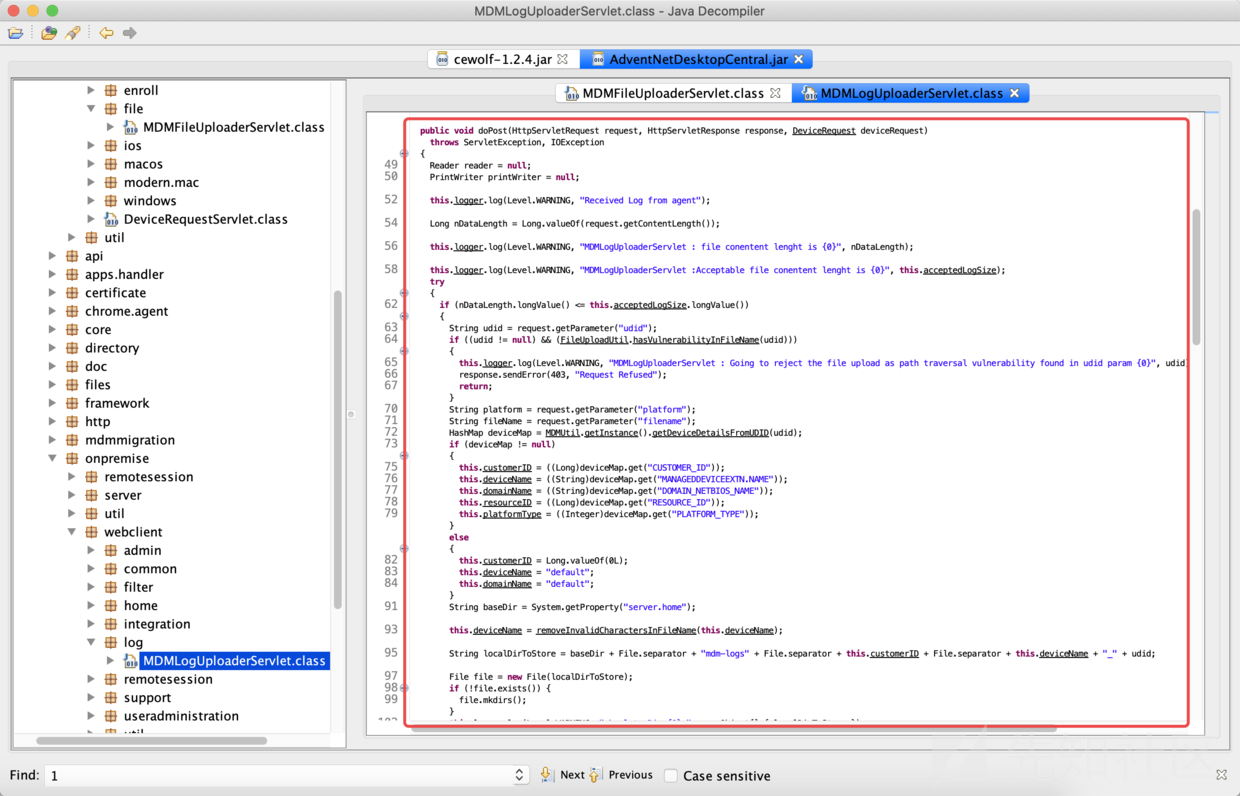 MDMLogUploaderServlet.class - Java Decompiler
cewolf-1.2.4.jar
AdventNetDesktopCentral.jar
enroll
file
MDMFileUploaderServlet.class
ios
macos
modern.mac
windows
DeviceRequestServlet.class
util
api
apps.handler
certificate
chrome.agent
core
directory
doc
files
framework
http
mdmmigration
onpremise
remotesession
server
util
webclient
admin
common
filter
home
integration
log
MDMLogUploaderServlet.class
remotesession
support
useradministration
util
MDMFileUploaderServlet.class
MDMLogUploaderServlet.class
public void doPost(HttpServletRequest request, HttpServletResponse response, DeviceRequest deviceRequest)
throws ServletException, IOException
{
49 Reader reader = null;
50 PrintWriter printWriter = null;
52 this.logger.log(Level.WARNING, "Received Log from agent");
54 Long nDataLength = Long.valueOf(request.getContentLength());
56 this.logger.log(Level.WARNING, "MDMLogUploaderServlet : file conentent lenght is {0}", nDataLength);
58 this.logger.log(Level.WARNING, "MDMLogUploaderServlet :Acceptable file conentent lenght is {0}", this.acceptedLogSize);
try
{
62 if (nDataLength.longValue() <= this.acceptedLogSize.longValue())
{
63 String udid = request.getParameter("udid");
64 if ((udid != null) && (FileUploadUtil.hasVulnerabilityInFileName(udid)))
{
65 this.logger.log(Level.WARNING, "MDMLogUploaderServlet : Going to reject the file upload as path traversal vulnerability found in udid param {0}", udid
66 response.sendError(403, "Request Refused");
67 return;
}
70 String platform = request.getParameter("platform");
71 String fileName = request.getParameter("filename");
72 HashMap deviceMap = MDMUtil.getInstance().getDeviceDetailsFromUDID(udid);
73 if (deviceMap != null)
{
75 this.customerID = ((Long)deviceMap.get("CUSTOMER_ID"));
76 this.deviceName = ((String)deviceMap.get("MANAGEDDEVICEEXTN.NAME"));
77 this.domainName = ((String)deviceMap.get("DOMAIN_NETBIOS_NAME"));
78 this.resourceID = ((Long)deviceMap.get("RESOURCE_ID"));
79 this.platformType = ((Integer)deviceMap.get("PLATFORM_TYPE"));
}
else
{
82 this.customerID = Long.valueOf(0L);
83 this.deviceName = "default";
84 this.domainName = "default";
}
91 String baseDir = System.getProperty("server.home");
93 this.deviceName = removeInvalidCharactersInFileName(this.deviceName);
95 String localDirToStore = baseDir + File.separator + "mdm-logs" + File.separator + this.customerID + File.separator + this.deviceName + "_" + udid;
97 File file = new File(localDirToStore);
98 if (!file.exists()) {
99 file.mkdirs();
}
Find: 1
Next
Previous
Case sensitive